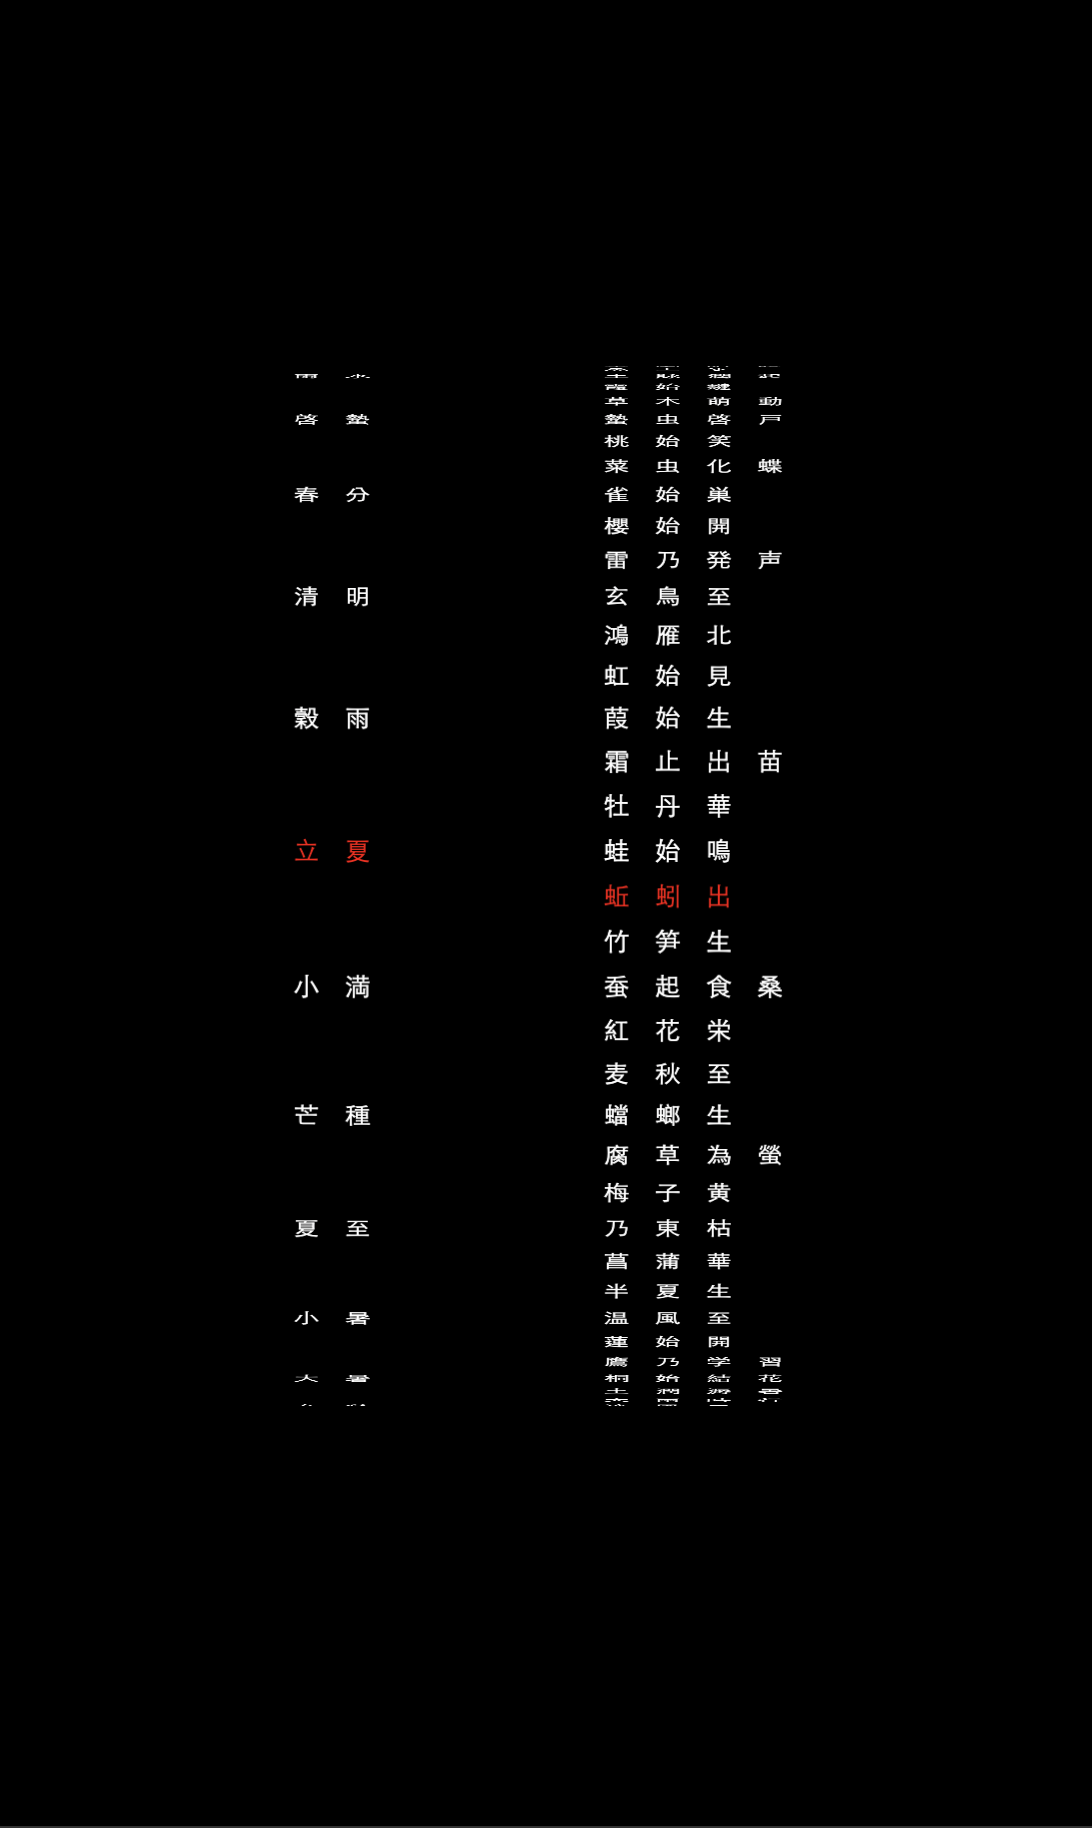 草木萌動
啓蟄 蟄虫啓戸
桃始笑
菜虫化蝶
春分 雀始巣
櫻始開
雷乃発声
清明 玄鳥至
鴻雁北
虹始見
穀雨 葭始生
霜止出苗
牡丹華
立夏 蛙始鳴
蚯蚓出
竹笋生
小満 蚕起食桑
紅花栄
麦秋至
芒種 蟷螂生
腐草為螢
梅子黄
夏至 乃東枯
菖蒲華
半夏生
小暑 温風至
蓮始開
鷹乃学習
大暑 桐始結花